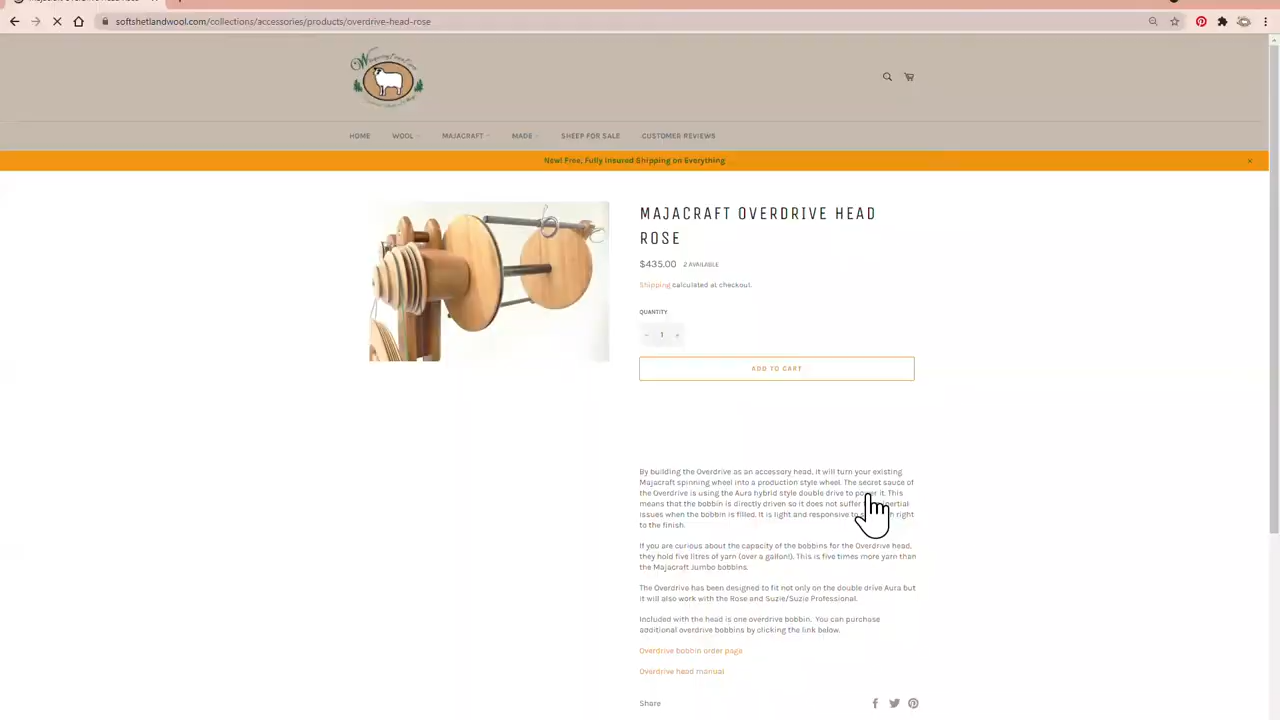 softshetlandwool.com/collections/accessories/products/overdrive-head-rose
HOME WOOL MAJACRAFT MADE SHEEP FOR SALE CUSTOMER REVIEWS
New! Free, Fully Insured Shipping on Everything
MAJACRAFT OVERDRIVE HEAD
ROSE
$435.00 2 AVAILABLE
Shipping calculated at checkout.
QUANTITY
− 1 +
ADD TO CART
By building the Overdrive as an accessory head, it will turn your existing
Majacraft spinning wheel into a production style wheel. The secret sauce of
the Overdrive is using the Aura hybrid style double drive to power it. This
means that the bobbin is directly driven so it does not suffer inertial
issues when the bobbin is filled. It is light and responsive right
to the finish.
If you are curious about the capacity of the bobbins for the Overdrive head,
they hold five litres of yarn (over a gallon!). This is five times more yarn than
the Majacraft Jumbo bobbins.
The Overdrive has been designed to fit not only on the double drive Aura but
it will also work with the Rose and Suzie/Suzie Professional.
Included with the head is one overdrive bobbin. You can purchase
additional overdrive bobbins by clicking the link below.
Overdrive bobbin order page
Overdrive head manual
Share